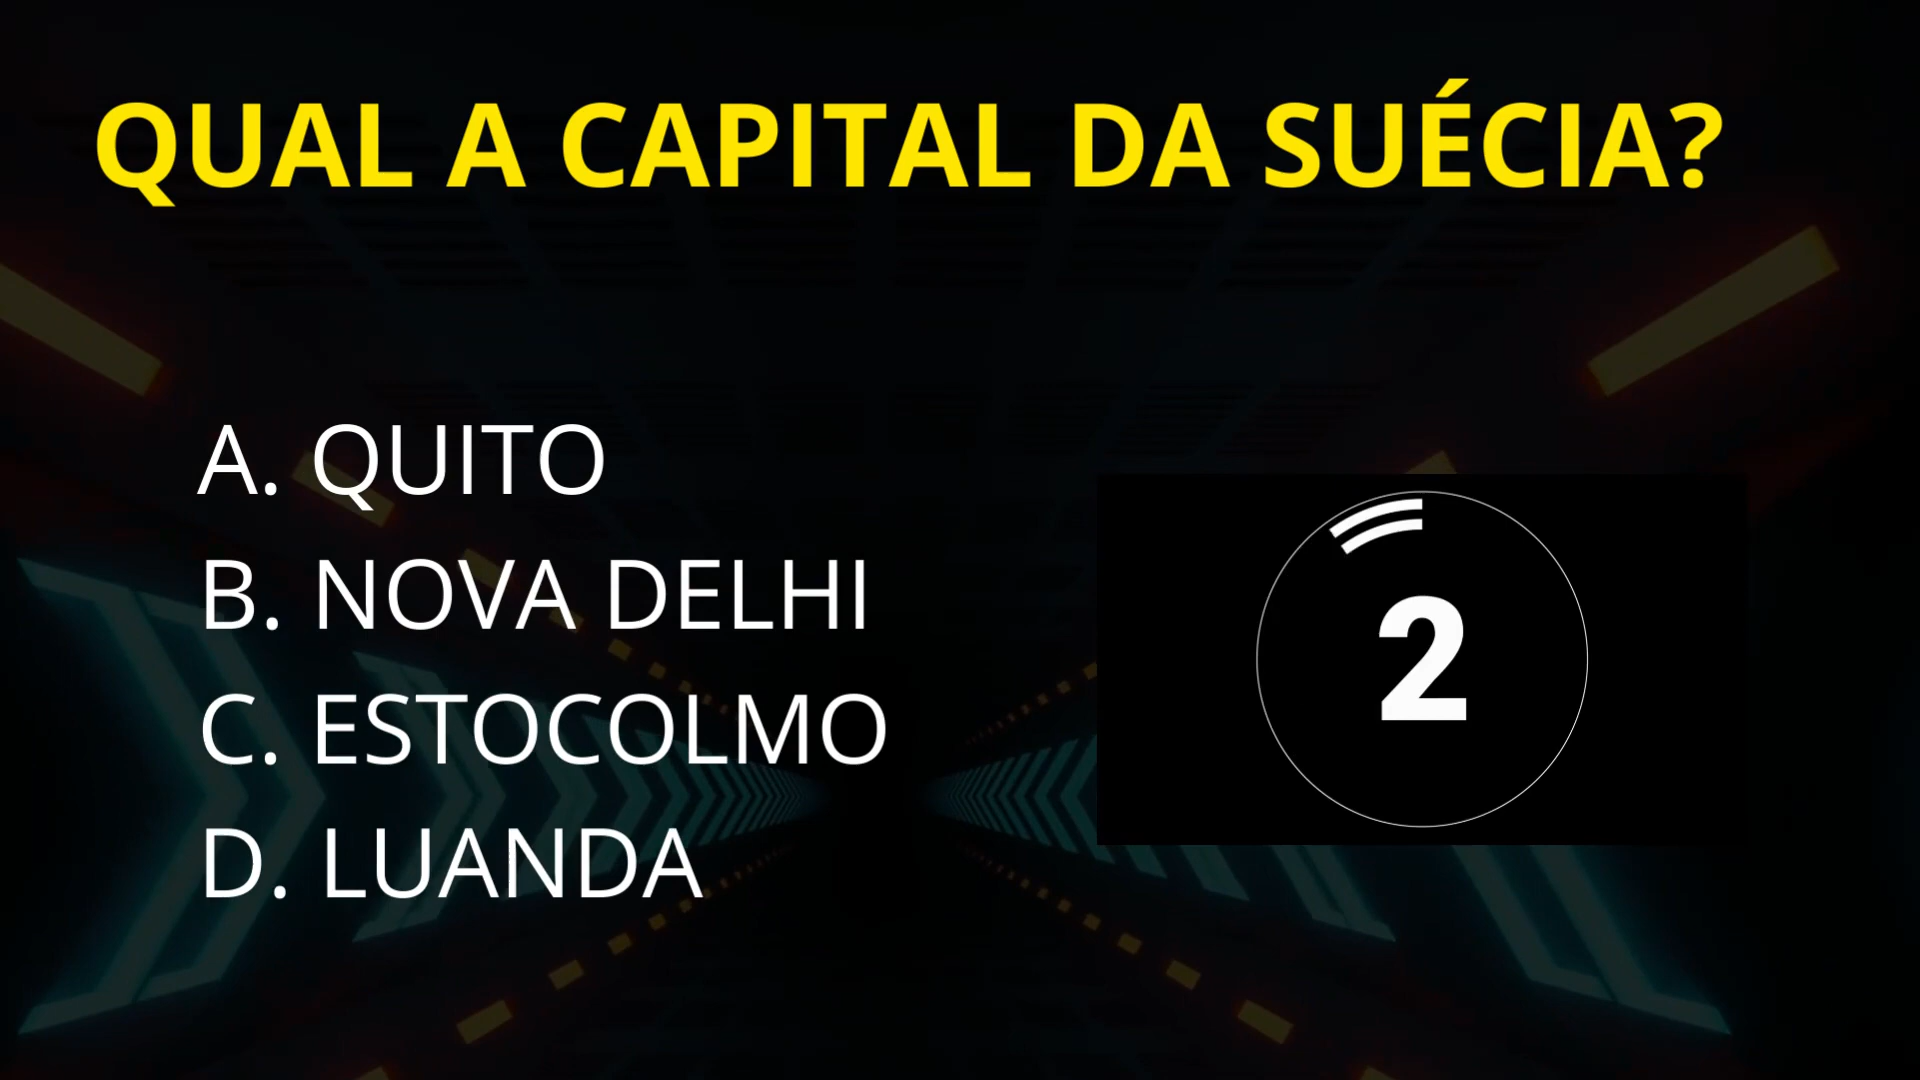 QUAL A CAPITAL DA SUÉCIA?
A. QUITO
B. NOVA DELHI
C. ESTOCOLMO
D. LUANDA
2